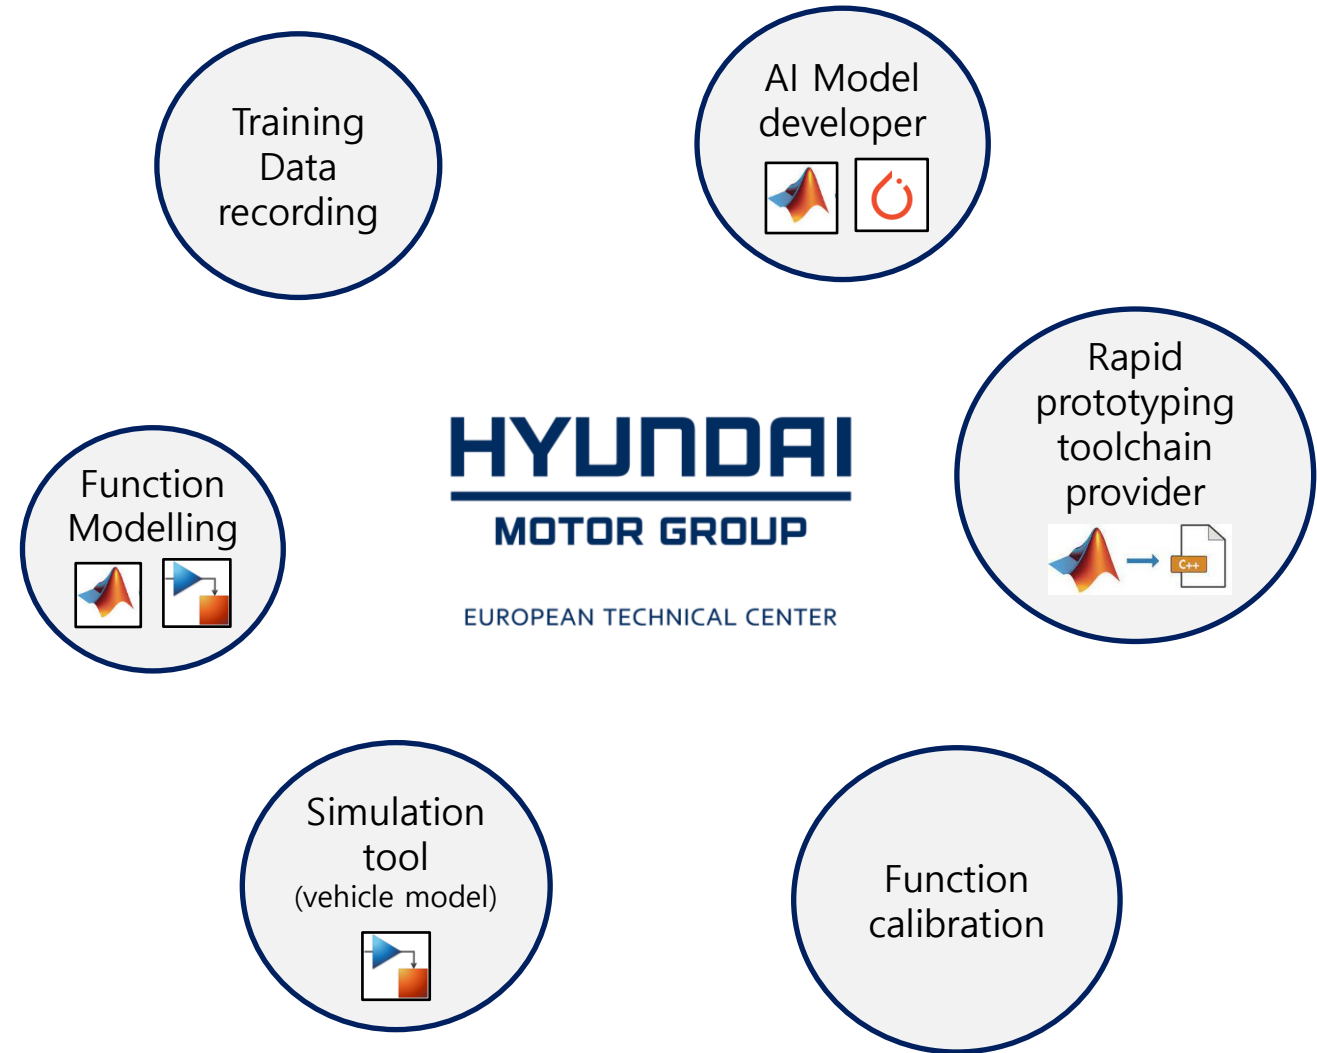 Training
Data
recording
AI Model
developer
Rapid
prototyping
toolchain
provider
C++
Function
Modelling
HYUNDAI
MOTOR GROUP
EUROPEAN TECHNICAL CENTER
Simulation
tool
(vehicle model)
Function
calibration